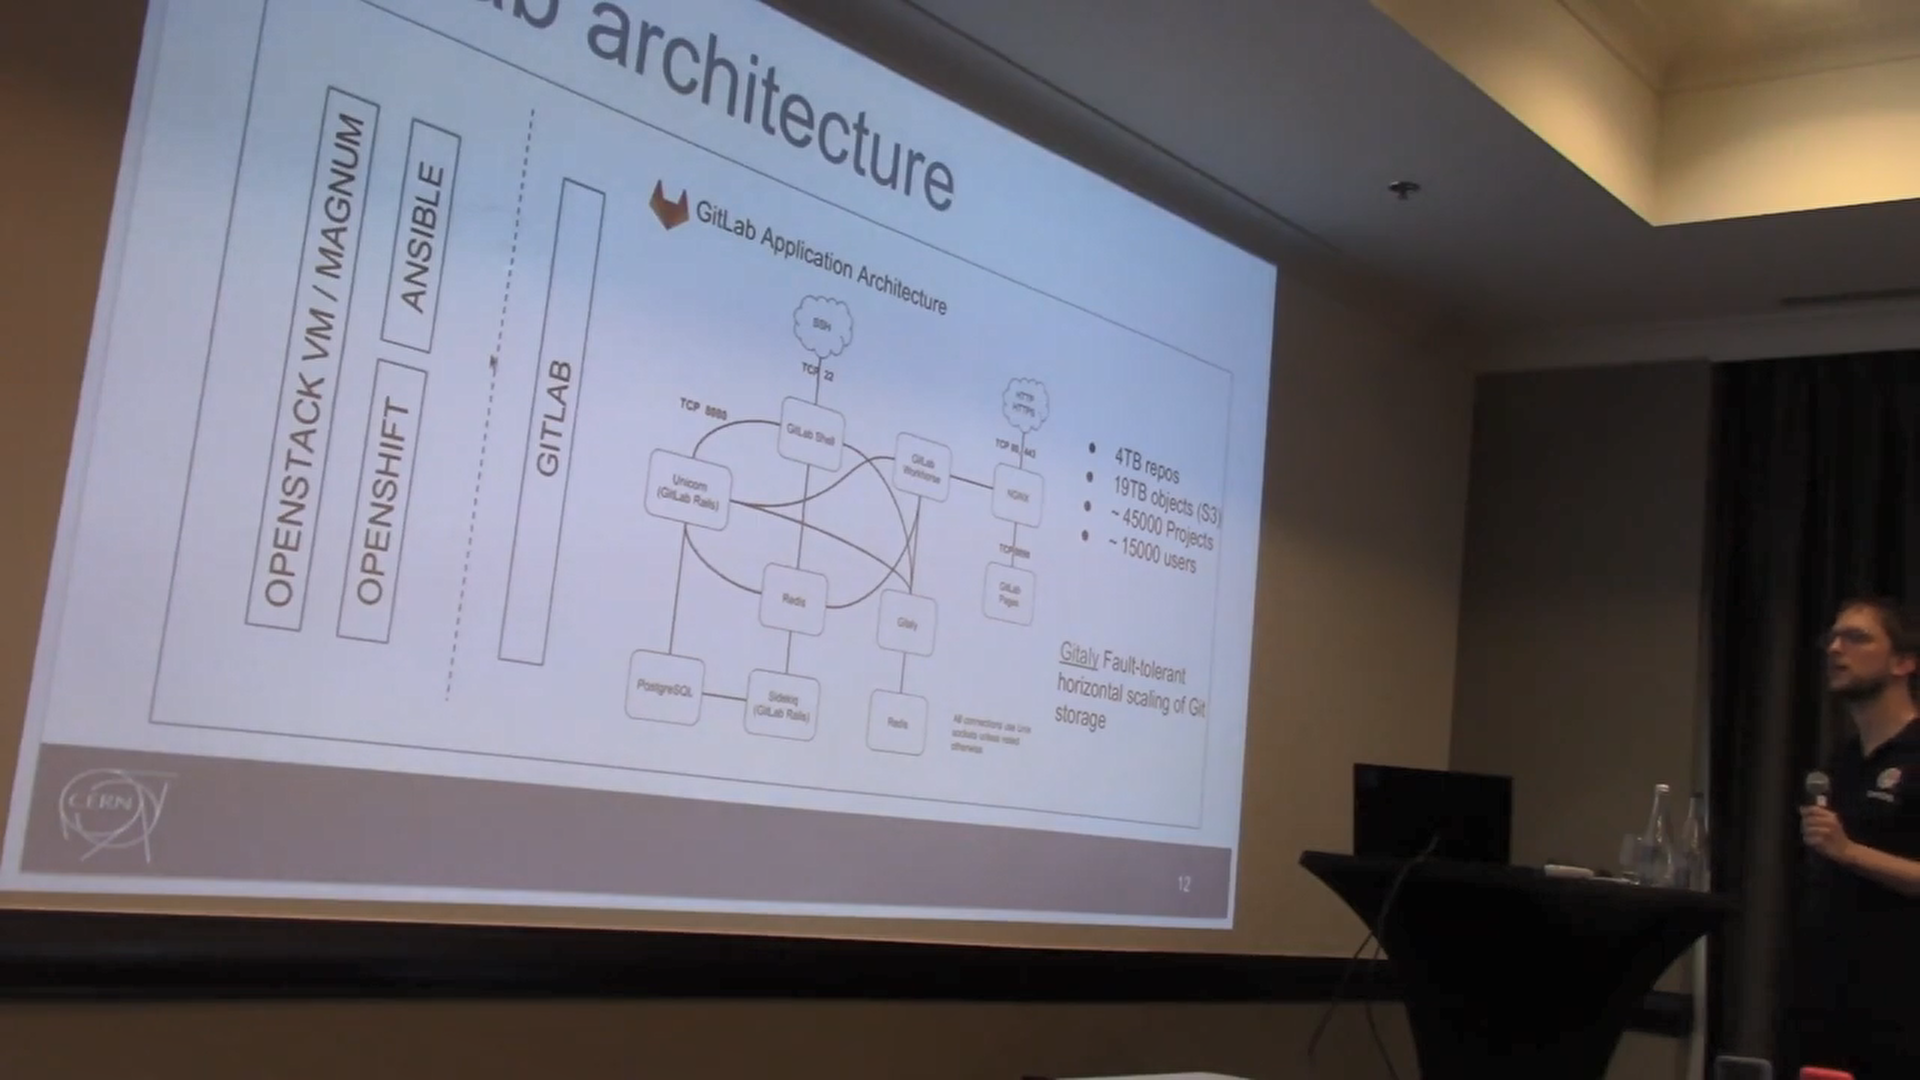 ab architecture
OPENSTACK VM / MAGNUM
ANSIBLE
OPENSHIFT
GITLAB
GitLab Application Architecture
SSH
TCP 22
TCP 8080
GitLab Shell
HTTP
HTTPS
TCP 80, 443
Unicorn
(GitLab Rails)
GitLab
Workhorse
NGINX
GitLab
Pages
Redis
Gitaly
PostgreSQL
Sidekiq
(GitLab Rails)
Redis
All connections use Unix
sockets unless noted
otherwise
● 4TB repos
● 19TB objects (S3)
● ~ 45000 Projects
● ~ 15000 users
Gitaly Fault-tolerant
horizontal scaling of Git
storage
CERN
12